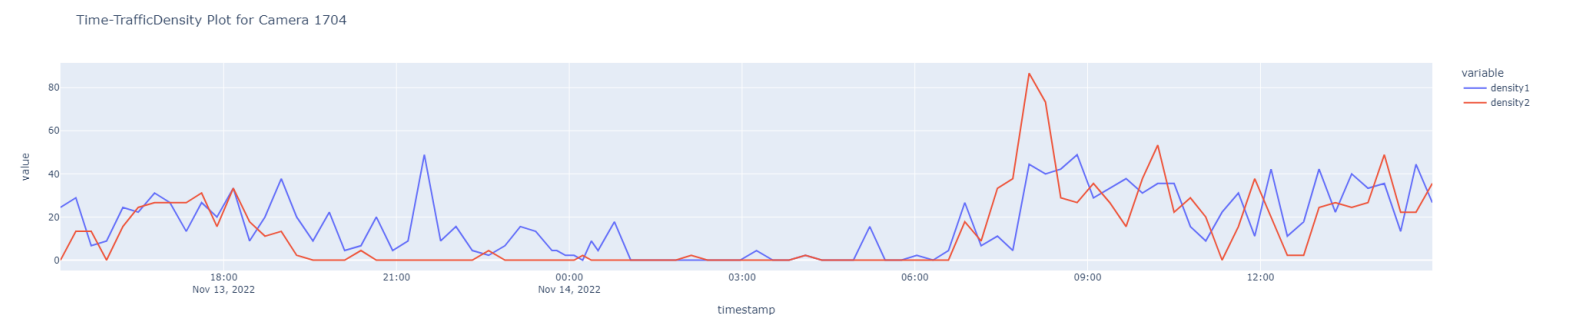 Time-TrafficDensity Plot for Camera 1704
variable
density1
density2
value
80
60
40
20
0
18:00
Nov 13, 2022
21:00
00:00
Nov 14, 2022
03:00
06:00
09:00
12:00
timestamp